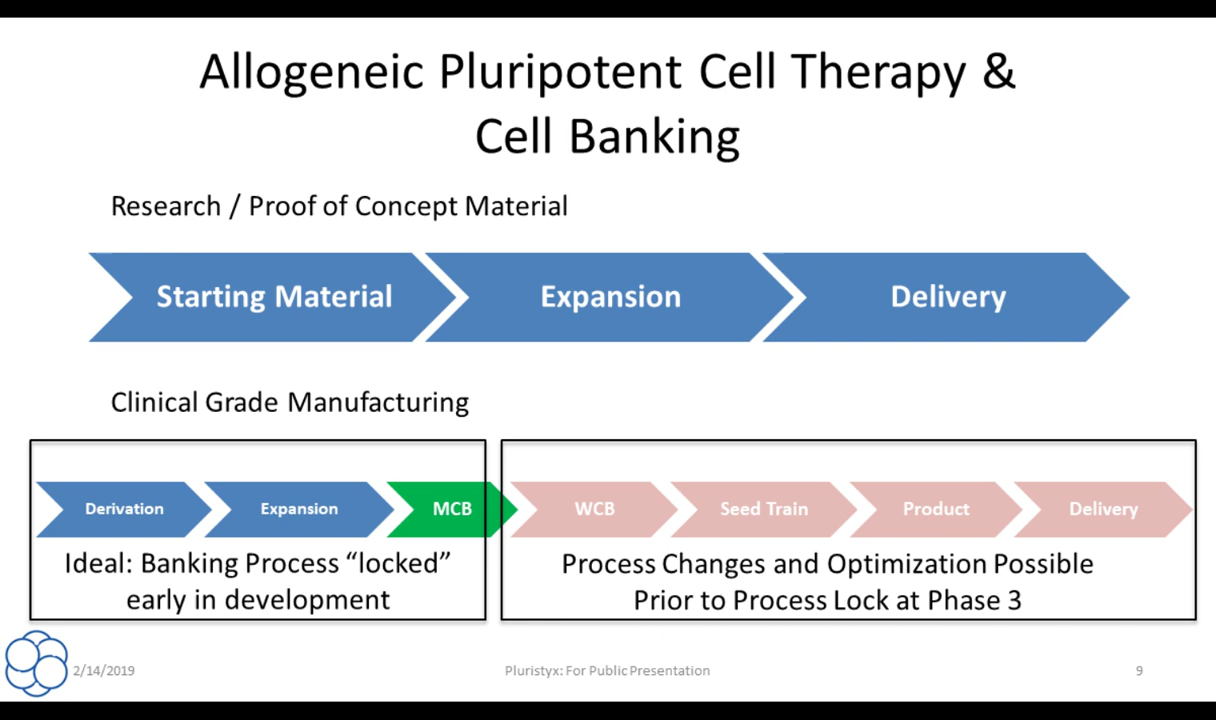 Allogeneic Pluripotent Cell Therapy &
Cell Banking
Research / Proof of Concept Material
Starting Material
Expansion
Delivery
Clinical Grade Manufacturing
Derivation
Expansion
MCB
WCB
Seed Train
Product
Delivery
Ideal: Banking Process “locked”
early in development
Process Changes and Optimization Possible
Prior to Process Lock at Phase 3
2/14/2019
Pluristyx: For Public Presentation
9